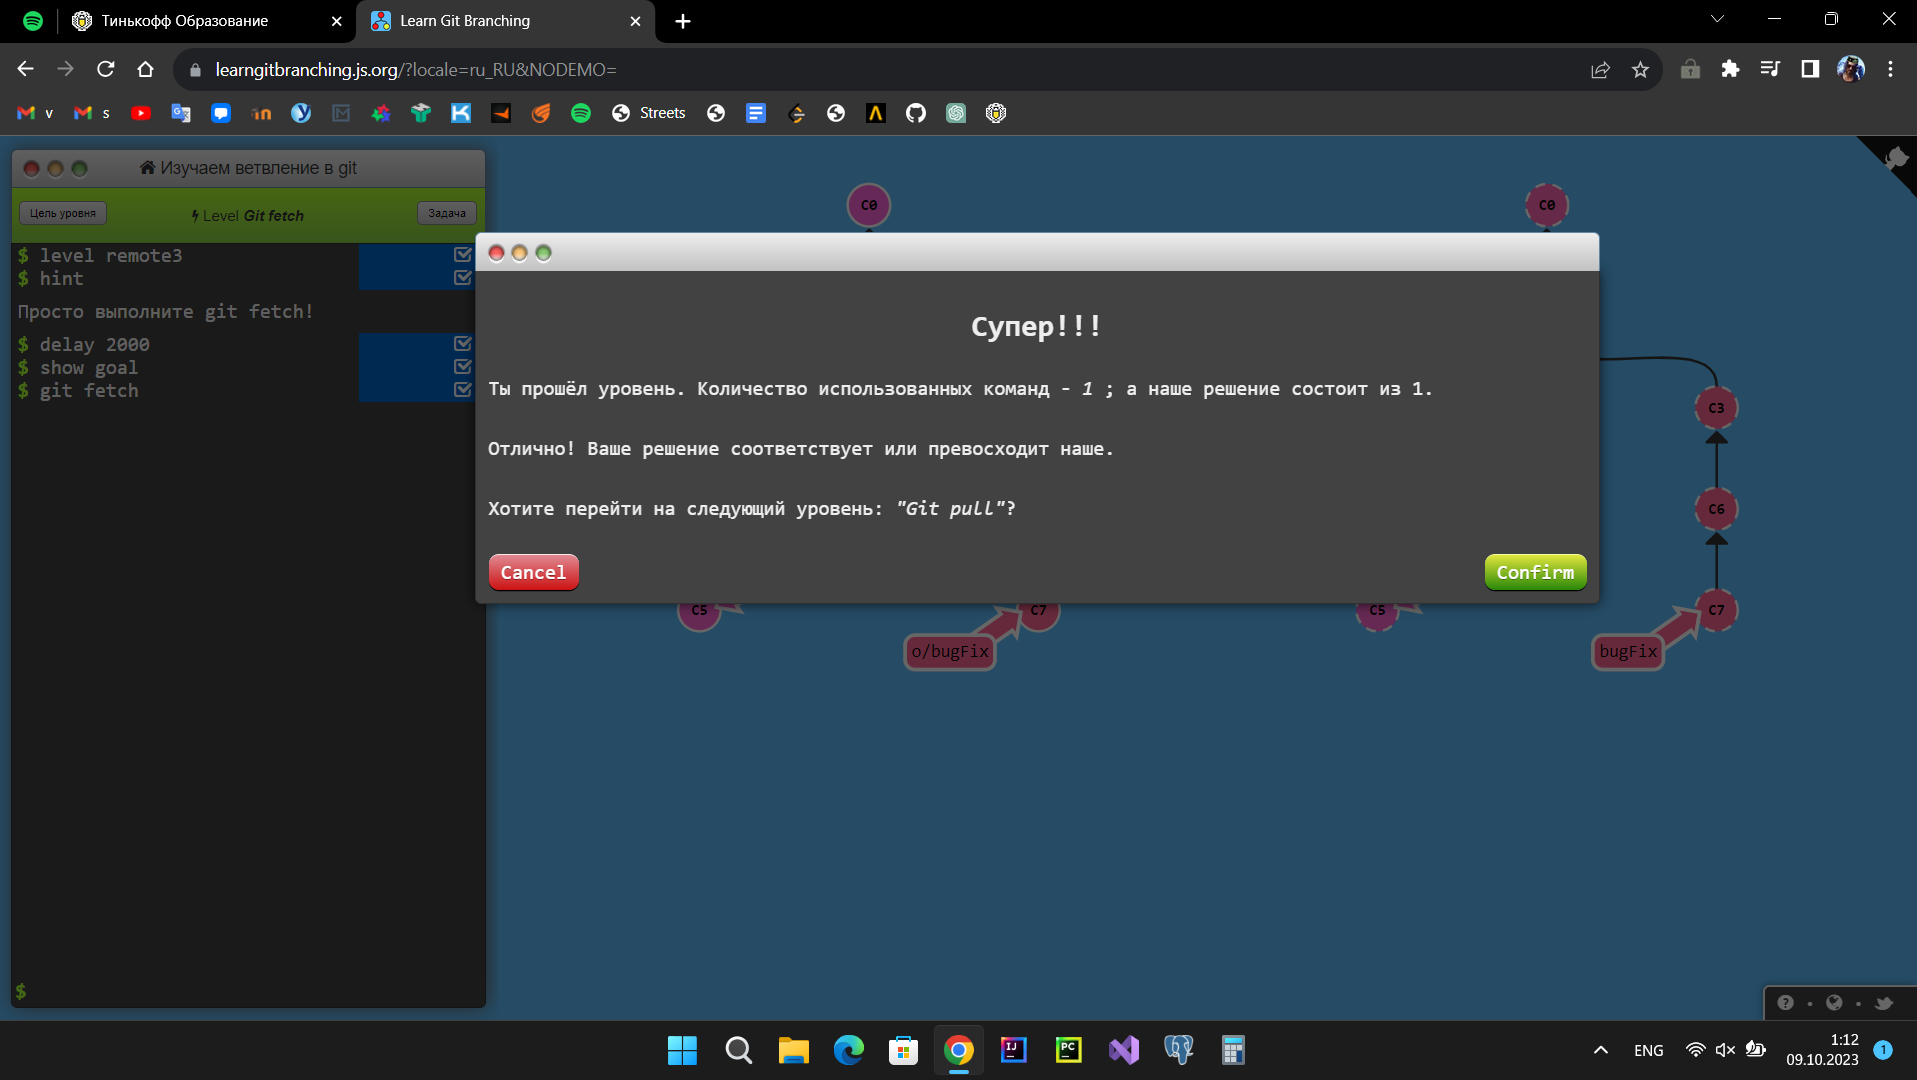 Тинькофф Образование
Learn Git Branching
learngitbranching.js.org/?locale=ru_RU&NODEMO=
v
s
Streets
Изучаем ветвление в git
Цель уровня
Level Git fetch
Задача
$ level remote3
$ hint
Просто выполните git fetch!
$ delay 2000
$ show goal
$ git fetch
$
C0
C0
Супер!!!
Ты прошёл уровень. Количество использованных команд - 1 ; а наше решение состоит из 1.
Отлично! Ваше решение соответствует или превосходит наше.
Хотите перейти на следующий уровень: "Git pull"?
Cancel
Confirm
C3
C6
C5
C7
C5
C7
o/bugFix
bugFix
ENG
1:12
09.10.2023
1